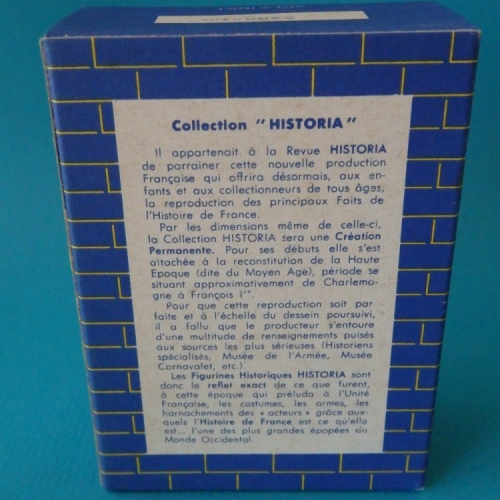 Collection "HISTORIA"
Il appartenait à la Revue HISTORIA
de parrainer cette nouvelle production
Française qui offrira désormais, aux en-
fants et aux collectionneurs de tous âges,
la reproduction des principaux Faits de
l'Histoire de France.
Par les dimensions même de celle-ci,
la Collection HISTORIA sera une Création
Permanente. Pour ses débuts elle s'est
attachée à la reconstitution de la Haute
Epoque (dite du Moyen Age), période se
situant approximativement de Charlema-
gne à François Iᵉʳ.
Pour que cette reproduction soit par
faite et à l'échelle du dessein poursuivi,
il a fallu que le producteur s'entoure
d'une multitude de renseignements puisés
aux sources les plus sérieuses (Historiens
spécialisés, Musée de l'Armée, Musée
Carnavalet, etc.).
Les Figurines Historiques HISTORIA sont
donc le reflet exact de ce que furent,
à cette époque qui préluda à l'Unité
Française, les costumes, les armes, les
harnachements des « acteurs » grâce aux-
quels l'Histoire de France est ce qu'elle
est... l'une des plus grandes épopées du
Monde Occidental.